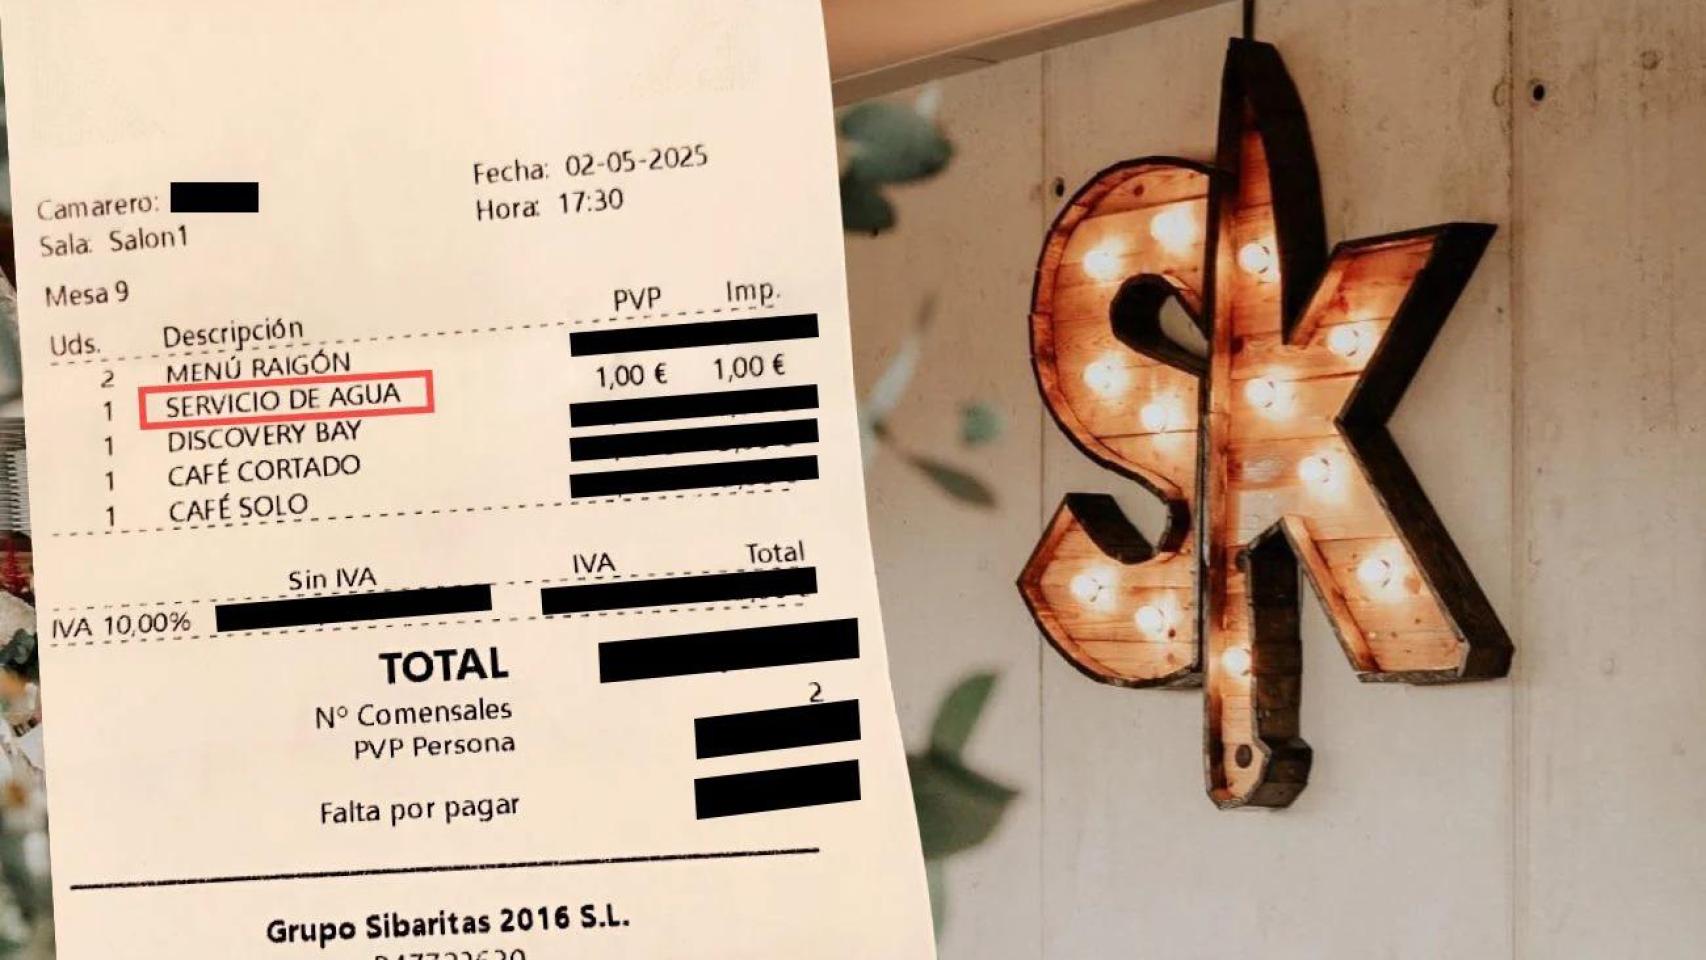 Fecha: 02-05-2025
Camarero:
Hora: 17:30
Sala: Salon1
Mesa 9
Uds. Descripción PVP Imp.
2 MENÚ RAIGÓN
1 SERVICIO DE AGUA 1,00 € 1,00 €
1 DISCOVERY BAY
1 CAFÉ CORTADO
1 CAFÉ SOLO
Sin IVA IVA Total
IVA 10,00%
TOTAL
Nº Comensales 2
PVP Persona
Falta por pagar
Grupo Sibaritas 2016 S.L.
SK